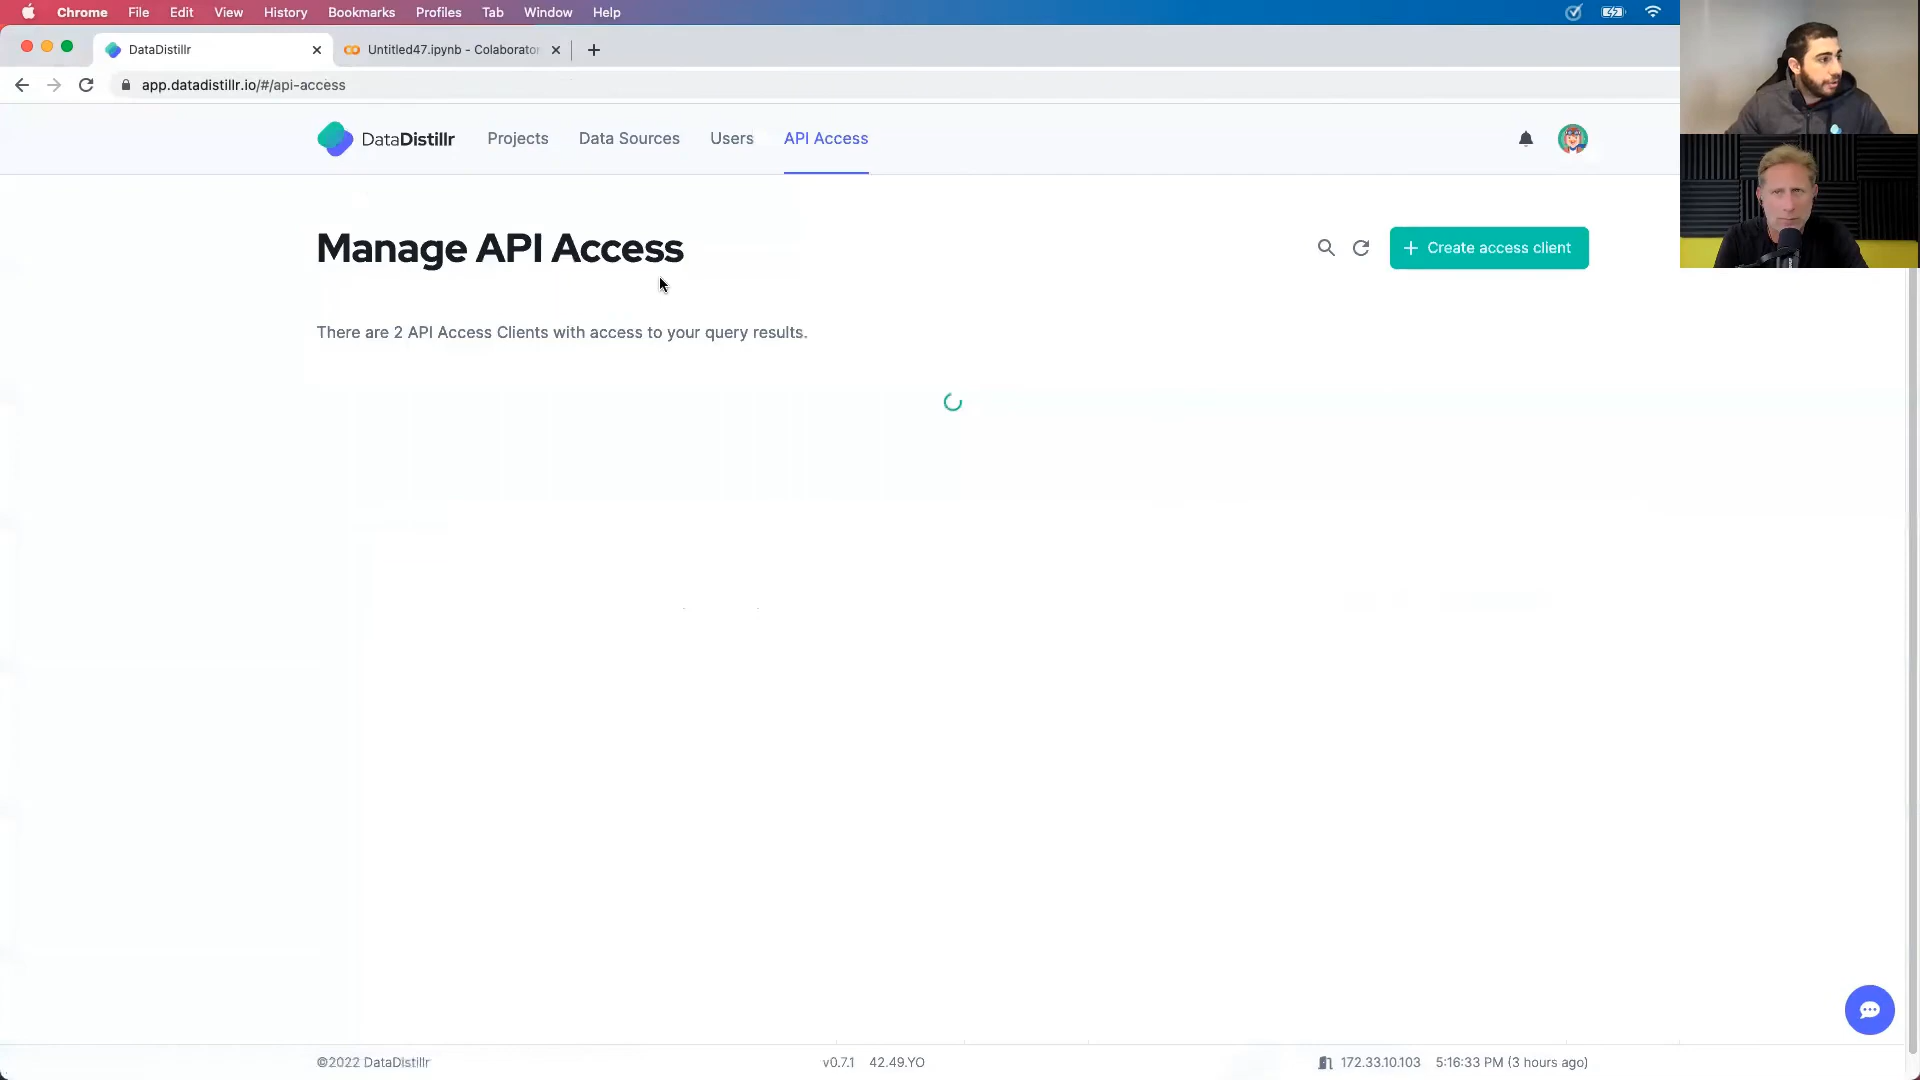 Chrome File Edit View History Bookmarks Profiles Tab Window Help
DataDistillr
Untitled47.ipynb - Colaborator
app.datadistillr.io/#/api-access
DataDistillr Projects Data Sources Users API Access
Manage API Access
Create access client
There are 2 API Access Clients with access to your query results.
©2022 DataDistillr v0.7.1 42.49.YO 172.33.10.103 5:16:33 PM (3 hours ago)